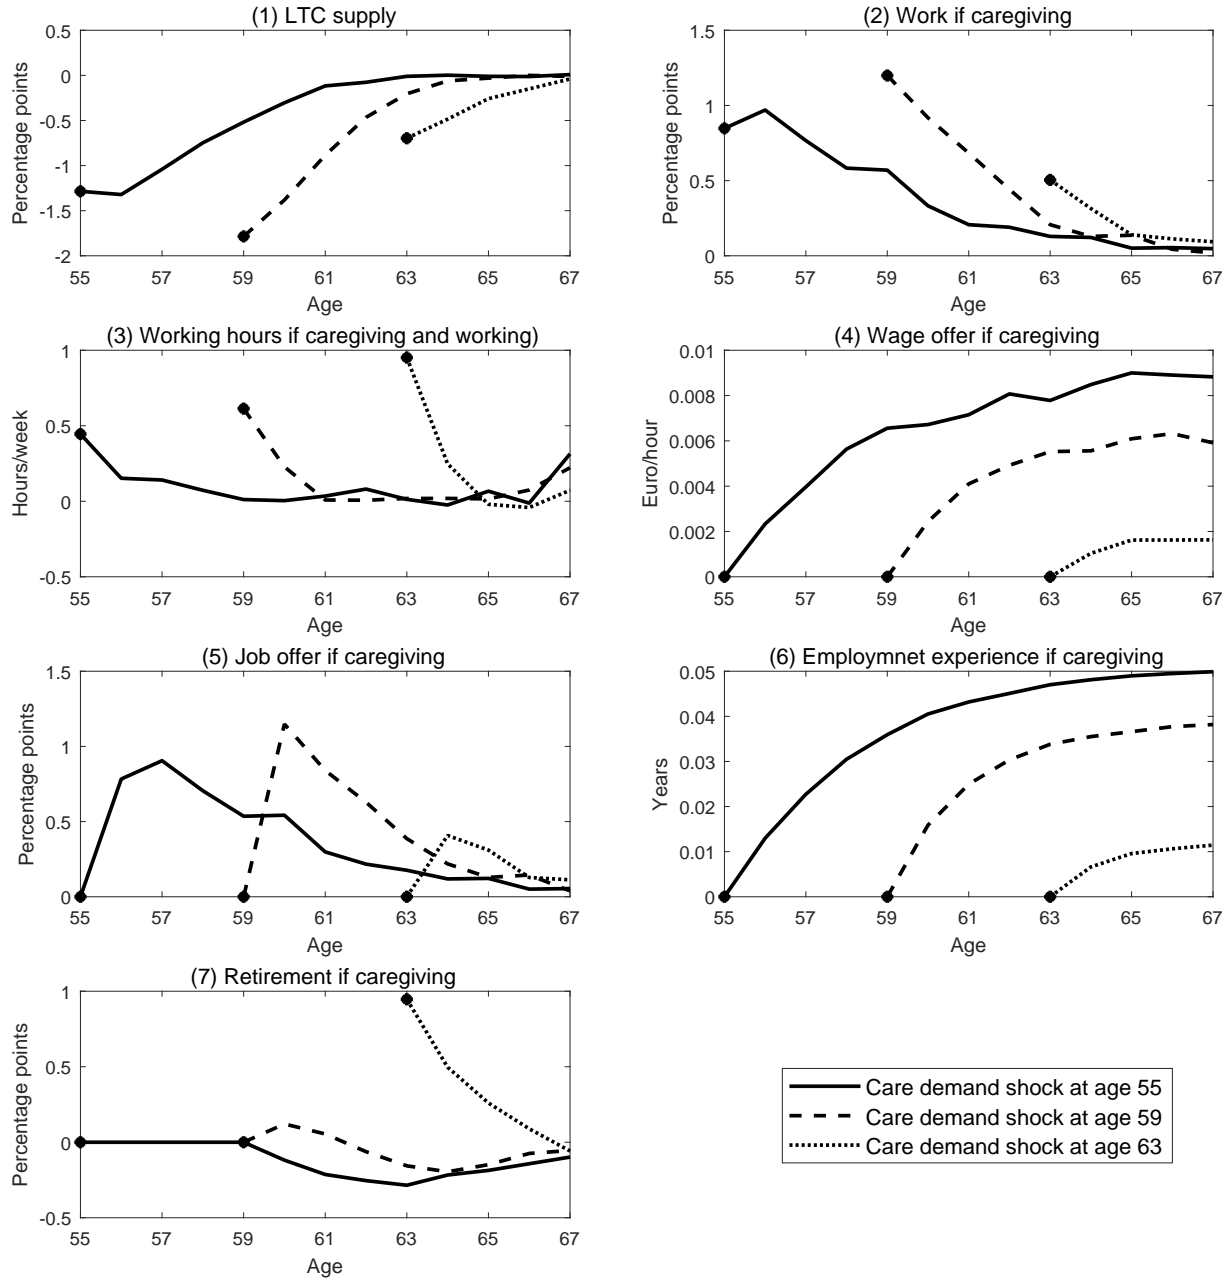 (1) LTC supply
Percentage points
0.5
0
-0.5
-1
-1.5
-2
55 57 59 61 63 65 67
Age
(2) Work if caregiving
Percentage points
1.5
1
0.5
0
55 57 59 61 63 65 67
Age
(3) Working hours if caregiving and working)
Hours/week
1
0.5
0
-0.5
55 57 59 61 63 65 67
Age
(4) Wage offer if caregiving
Euro/hour
0.01
0.008
0.006
0.004
0.002
0
55 57 59 61 63 65 67
Age
(5) Job offer if caregiving
Percentage points
1.5
1
0.5
0
55 57 59 61 63 65 67
Age
(6) Employmnet experience if caregiving
Years
0.05
0.04
0.03
0.02
0.01
0
55 57 59 61 63 65 67
Age
(7) Retirement if caregiving
Percentage points
1
0.5
0
-0.5
55 57 59 61 63 65 67
Age
Care demand shock at age 55
Care demand shock at age 59
Care demand shock at age 63